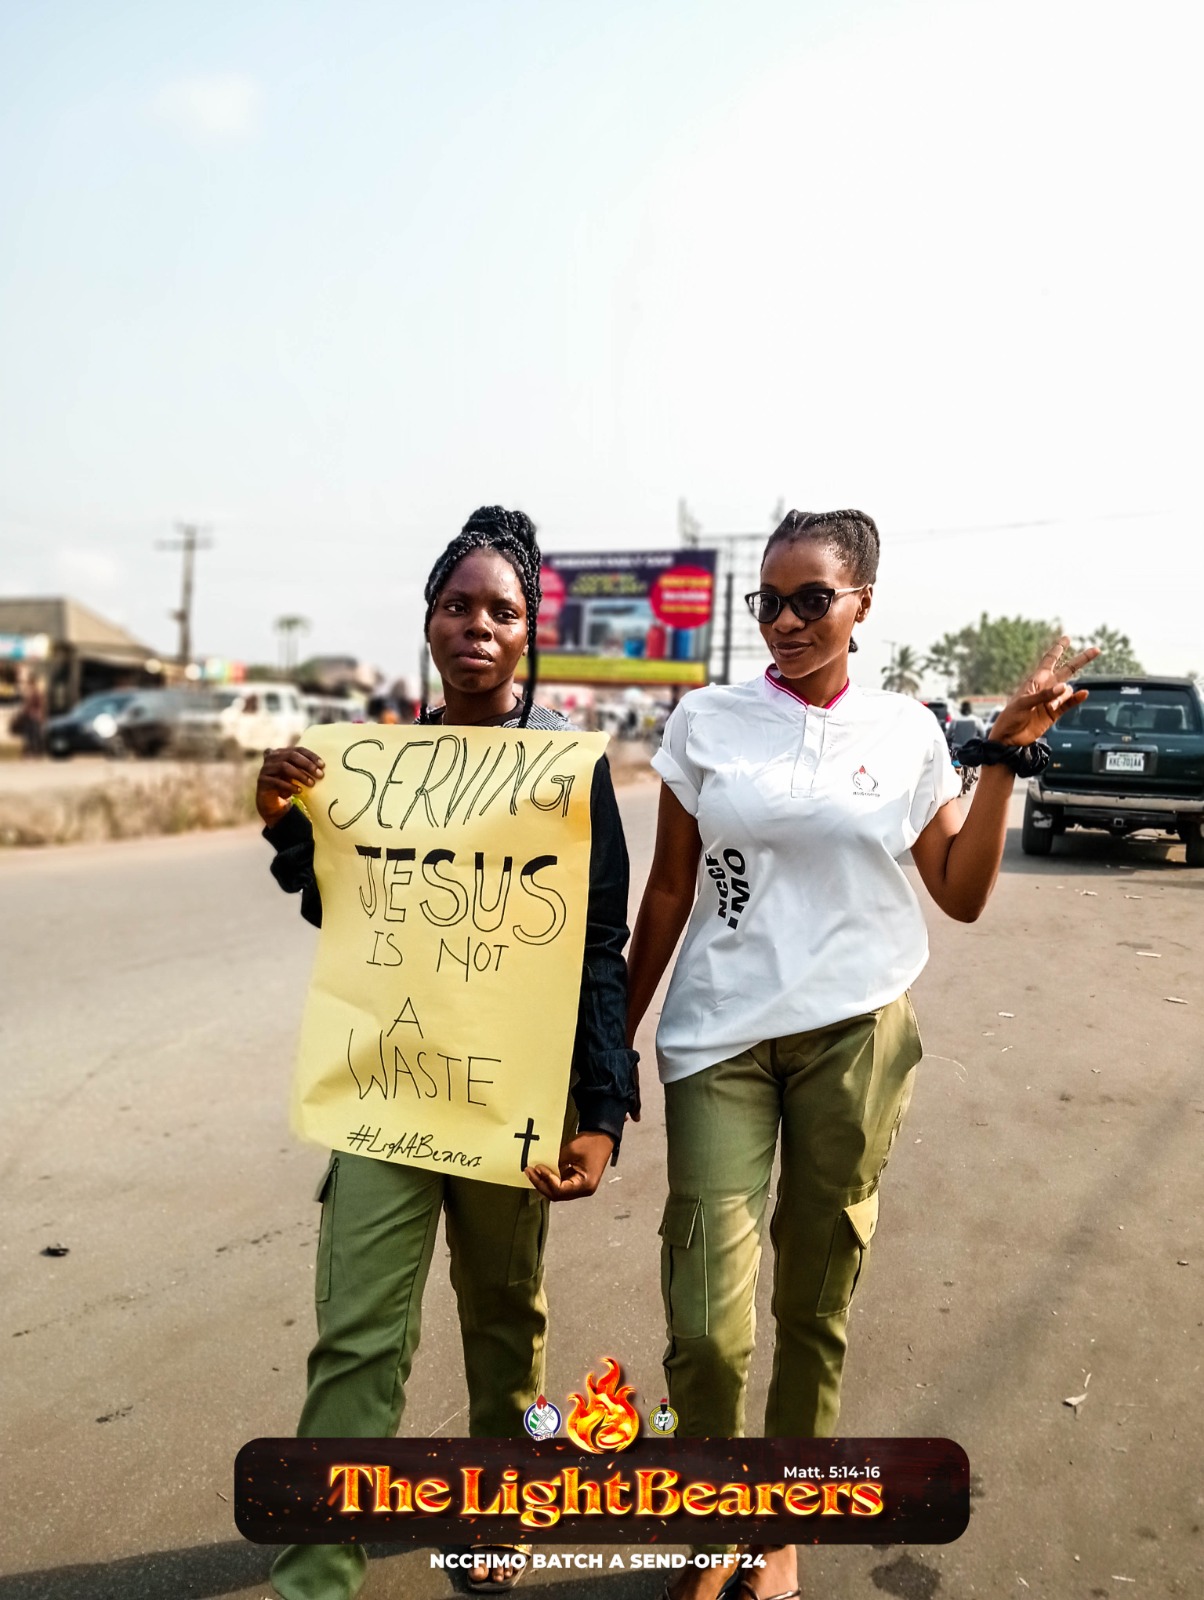 SERVING
JESUS
IS NOT
A
WASTE
#LightBearers
NCCF
IMO
The LightBearers
Matt. 5:14-16
NCCFIMO BATCH A SEND-OFF'24